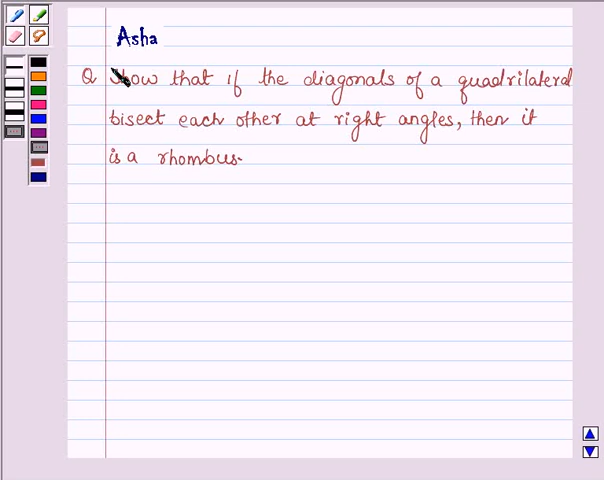 Asha
Q Show that if the diagonals of a quadrilateral
bisect each other at right angles, then it
is a rhombus.